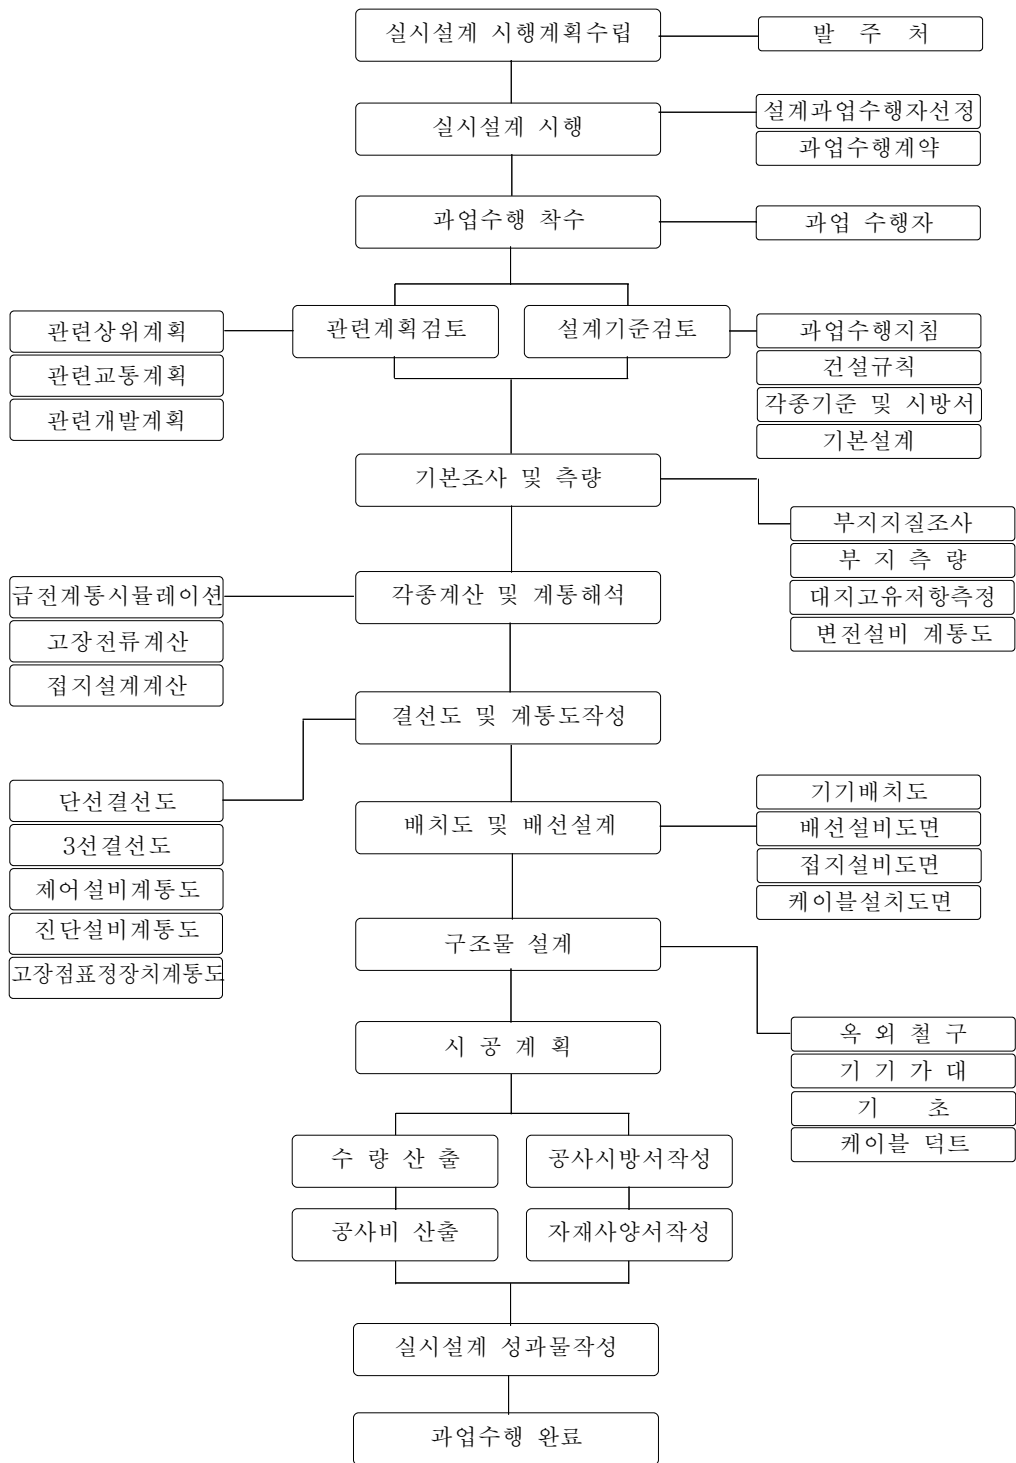 실시설계 시행계획수립
발 주 처
실시설계 시행
설계과업수행자선정
과업수행계약
과업수행 착수
과업 수행자
관련계획검토
설계기준검토
관련상위계획
관련교통계획
관련개발계획
과업수행지침
건설규칙
각종기준 및 시방서
기본설계
기본조사 및 측량
부지지질조사
부 지 측 량
대지고유저항측정
변전설비 계통도
각종계산 및 계통해석
급전계통시뮬레이션
고장전류계산
접지설계계산
결선도 및 계통도작성
단선결선도
3선결선도
제어설비계통도
진단설비계통도
고장점표정장치계통도
배치도 및 배선설계
기기배치도
배선설비도면
접지설비도면
케이블설치도면
구조물 설계
옥 외 철 구
기 기 가 대
기 초
케이블 덕트
시 공 계 획
수 량 산 출
공사시방서작성
공사비 산출
자재사양서작성
실시설계 성과물작성
과업수행 완료